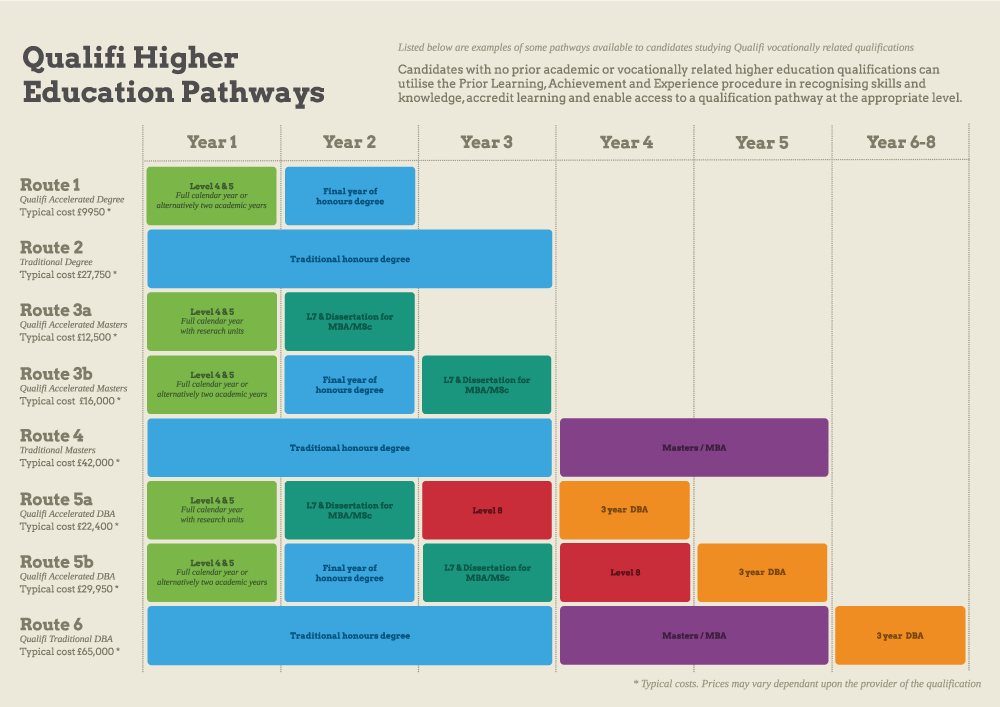 Qualifi Higher
Education Pathways
Listed below are examples of some pathways available to candidates studying Qualifi vocationally related qualifications
Candidates with no prior academic or vocationally related higher education qualifications can
utilise the Prior Learning, Achievement and Experience procedure in recognising skills and
knowledge, accredit learning and enable access to a qualification pathway at the appropriate level.
Year 1
Year 2
Year 3
Year 4
Year 5
Year 6-8
Route 1
Qualifi Accelerated Degree
Typical cost £9950 *
Level 4 & 5
Full calendar year or
alternatively two academic years
Final year of
honours degree
Route 2
Traditional Degree
Typical cost £27,750 *
Traditional honours degree
Route 3a
Qualifi Accelerated Masters
Typical cost £12,500 *
Level 4 & 5
Full calendar year
with reserach units
L7 & Dissertation for
MBA/MSc
Route 3b
Qualifi Accelerated Masters
Typical cost £16,000 *
Level 4 & 5
Full calendar year or
alternatively two academic years
Final year of
honours degree
L7 & Dissertation for
MBA/MSc
Route 4
Traditional Masters
Typical cost £42,000 *
Traditional honours degree
Masters / MBA
Route 5a
Qualifi Accelerated DBA
Typical cost £22,400 *
Level 4 & 5
Full calendar year
with research units
L7 & Dissertation for
MBA/MSc
Level 8
3 year DBA
Route 5b
Qualifi Accelerated DBA
Typical cost £29,950 *
Level 4 & 5
Full calendar year or
alternatively two academic years
Final year of
honours degree
L7 & Dissertation for
MBA/MSc
Level 8
3 year DBA
Route 6
Qualifi Traditional DBA
Typical cost £65,000 *
Traditional honours degree
Masters / MBA
3 year DBA
* Typical costs. Prices may vary dependant upon the provider of the qualification